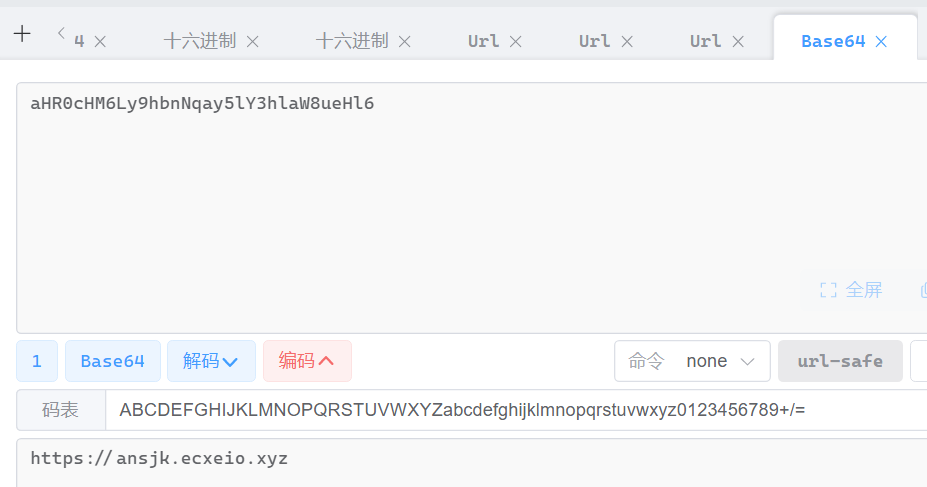 4 十六进制 十六进制 Url Url Url Base64
aHR0cHM6Ly9hbnNqay5lY3hlaW8ueHl6
全屏
1 Base64 解码 编码 命令 none url-safe
码表 ABCDEFGHIJKLMNOPQRSTUVWXYZabcdefghijklmnopqrstuvwxyz0123456789+/=
https://ansjk.ecxeio.xyz